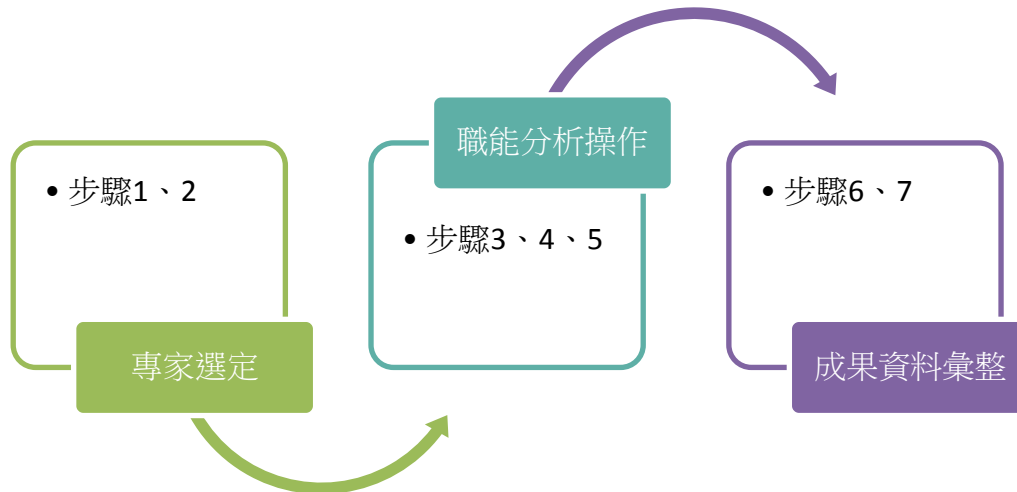 • 步驟1、2
專家選定
職能分析操作
• 步驟3、4、5
• 步驟6、7
成果資料彙整